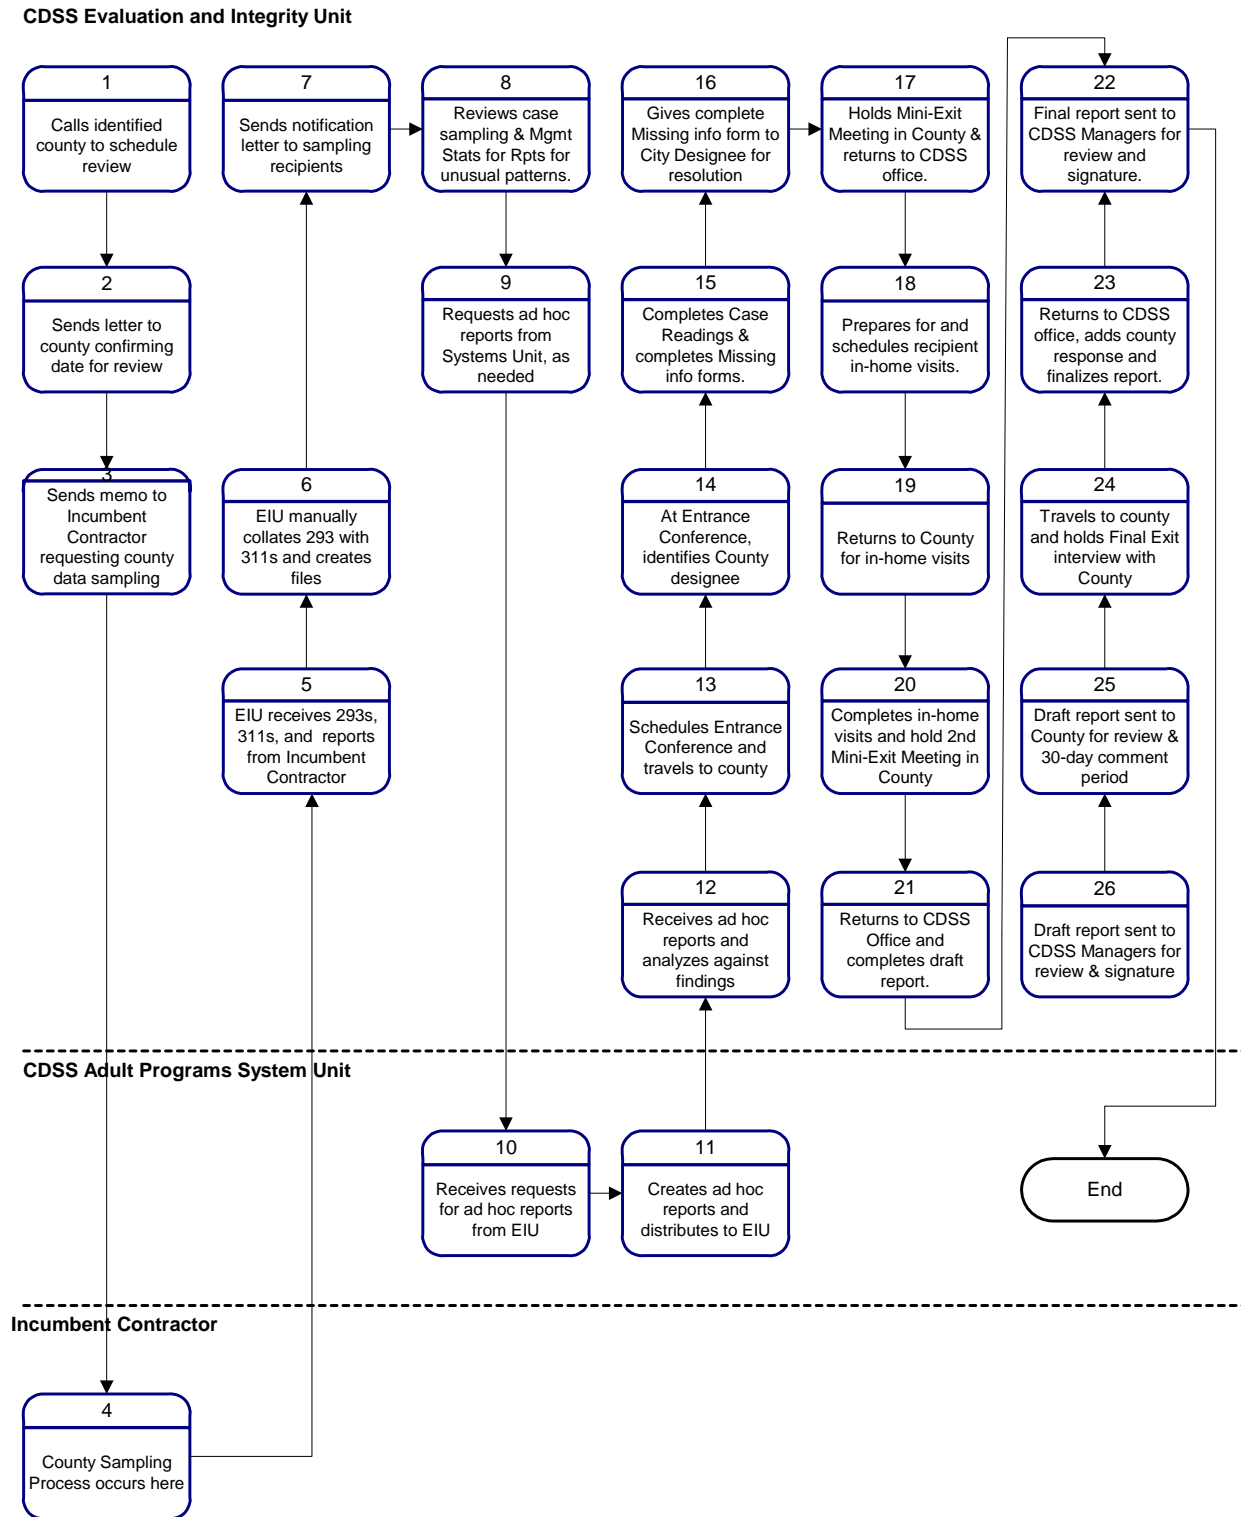 CDSS Evaluation and Integrity Unit
1
Calls identified
county to schedule
review
2
Sends letter to
county confirming
date for review
3
Sends memo to
Incumbent
Contractor
requesting county
data sampling
7
Sends notification
letter to sampling
recipients
6
EIU manually
collates 293 with
311s and creates
files
5
EIU receives 293s,
311s, and reports
from Incumbent
Contractor
8
Reviews case
sampling & Mgmt
Stats for Rpts for
unusual patterns.
9
Requests ad hoc
reports from
Systems Unit, as
needed
16
Gives complete
Missing info form to
City Designee for
resolution
15
Completes Case
Readings &
completes Missing
info forms.
14
At Entrance
Conference,
identifies County
designee
13
Schedules Entrance
Conference and
travels to county
12
Receives ad hoc
reports and
analyzes against
findings
17
Holds Mini-Exit
Meeting in County &
returns to CDSS
office.
18
Prepares for and
schedules recipient
in-home visits.
19
Returns to County
for in-home visits
20
Completes in-home
visits and hold 2nd
Mini-Exit Meeting in
County
21
Returns to CDSS
Office and
completes draft
report.
22
Final report sent to
CDSS Managers for
review and
signature.
23
Returns to CDSS
office, adds county
response and
finalizes report.
24
Travels to county
and holds Final Exit
interview with
County
25
Draft report sent to
County for review &
30-day comment
period
26
Draft report sent to
CDSS Managers for
review & signature
CDSS Adult Programs System Unit
10
Receives requests
for ad hoc reports
from EIU
11
Creates ad hoc
reports and
distributes to EIU
End
Incumbent Contractor
4
County Sampling
Process occurs here